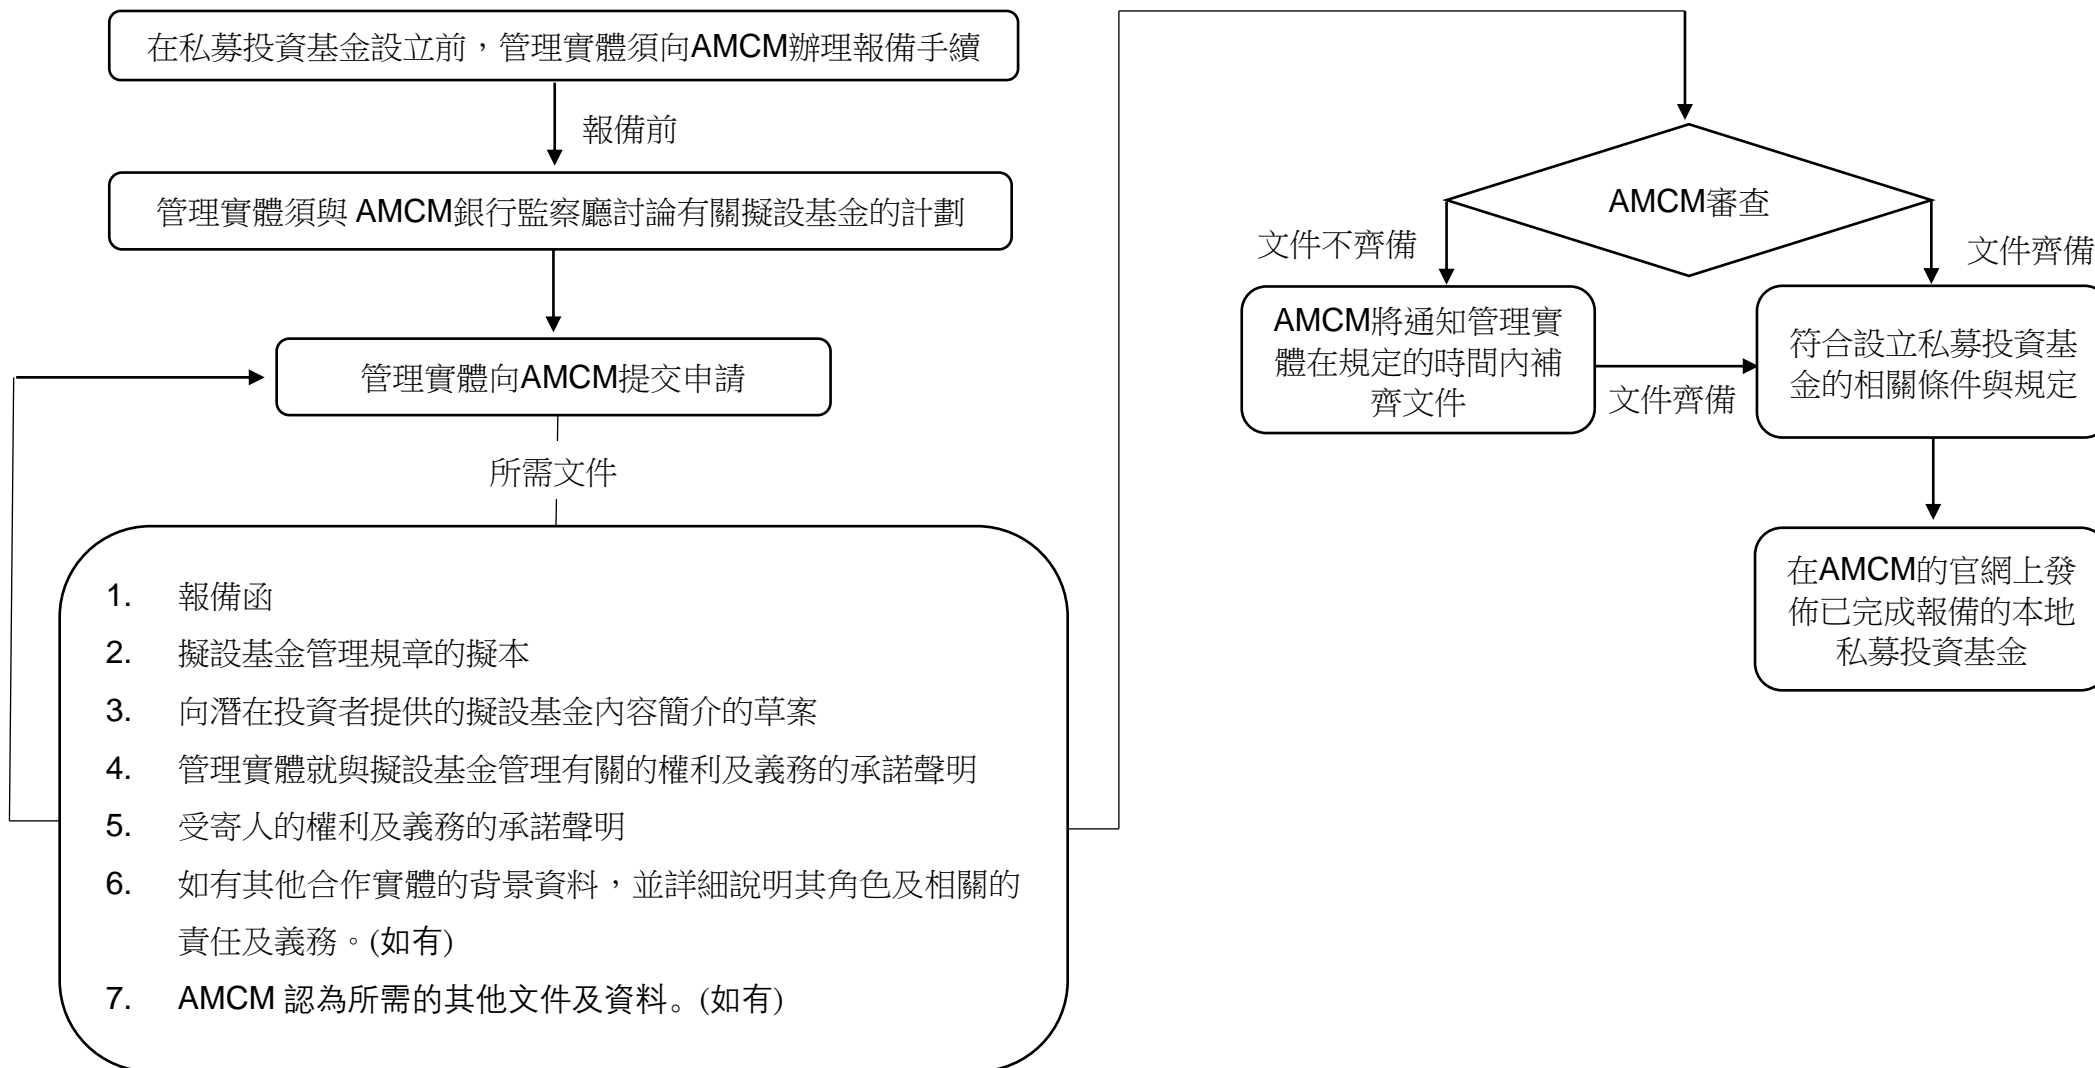 在私募投資基金設立前，管理實體須向AMCM辦理報備手續
報備前
管理實體須與 AMCM銀行監察廳討論有關擬設基金的計劃
管理實體向AMCM提交申請
所需文件
1. 報備函
2. 擬設基金管理規章的擬本
3. 向潛在投資者提供的擬設基金內容簡介的草案
4. 管理實體就與擬設基金管理有關的權利及義務的承諾聲明
5. 受寄人的權利及義務的承諾聲明
6. 如有其他合作實體的背景資料，並詳細說明其角色及相關的
責任及義務。(如有)
7. AMCM 認為所需的其他文件及資料。(如有)
AMCM審查
文件不齊備
文件齊備
AMCM將通知管理實
體在規定的時間內補
齊文件
文件齊備
符合設立私募投資基
金的相關條件與規定
在AMCM的官網上發
佈已完成報備的本地
私募投資基金